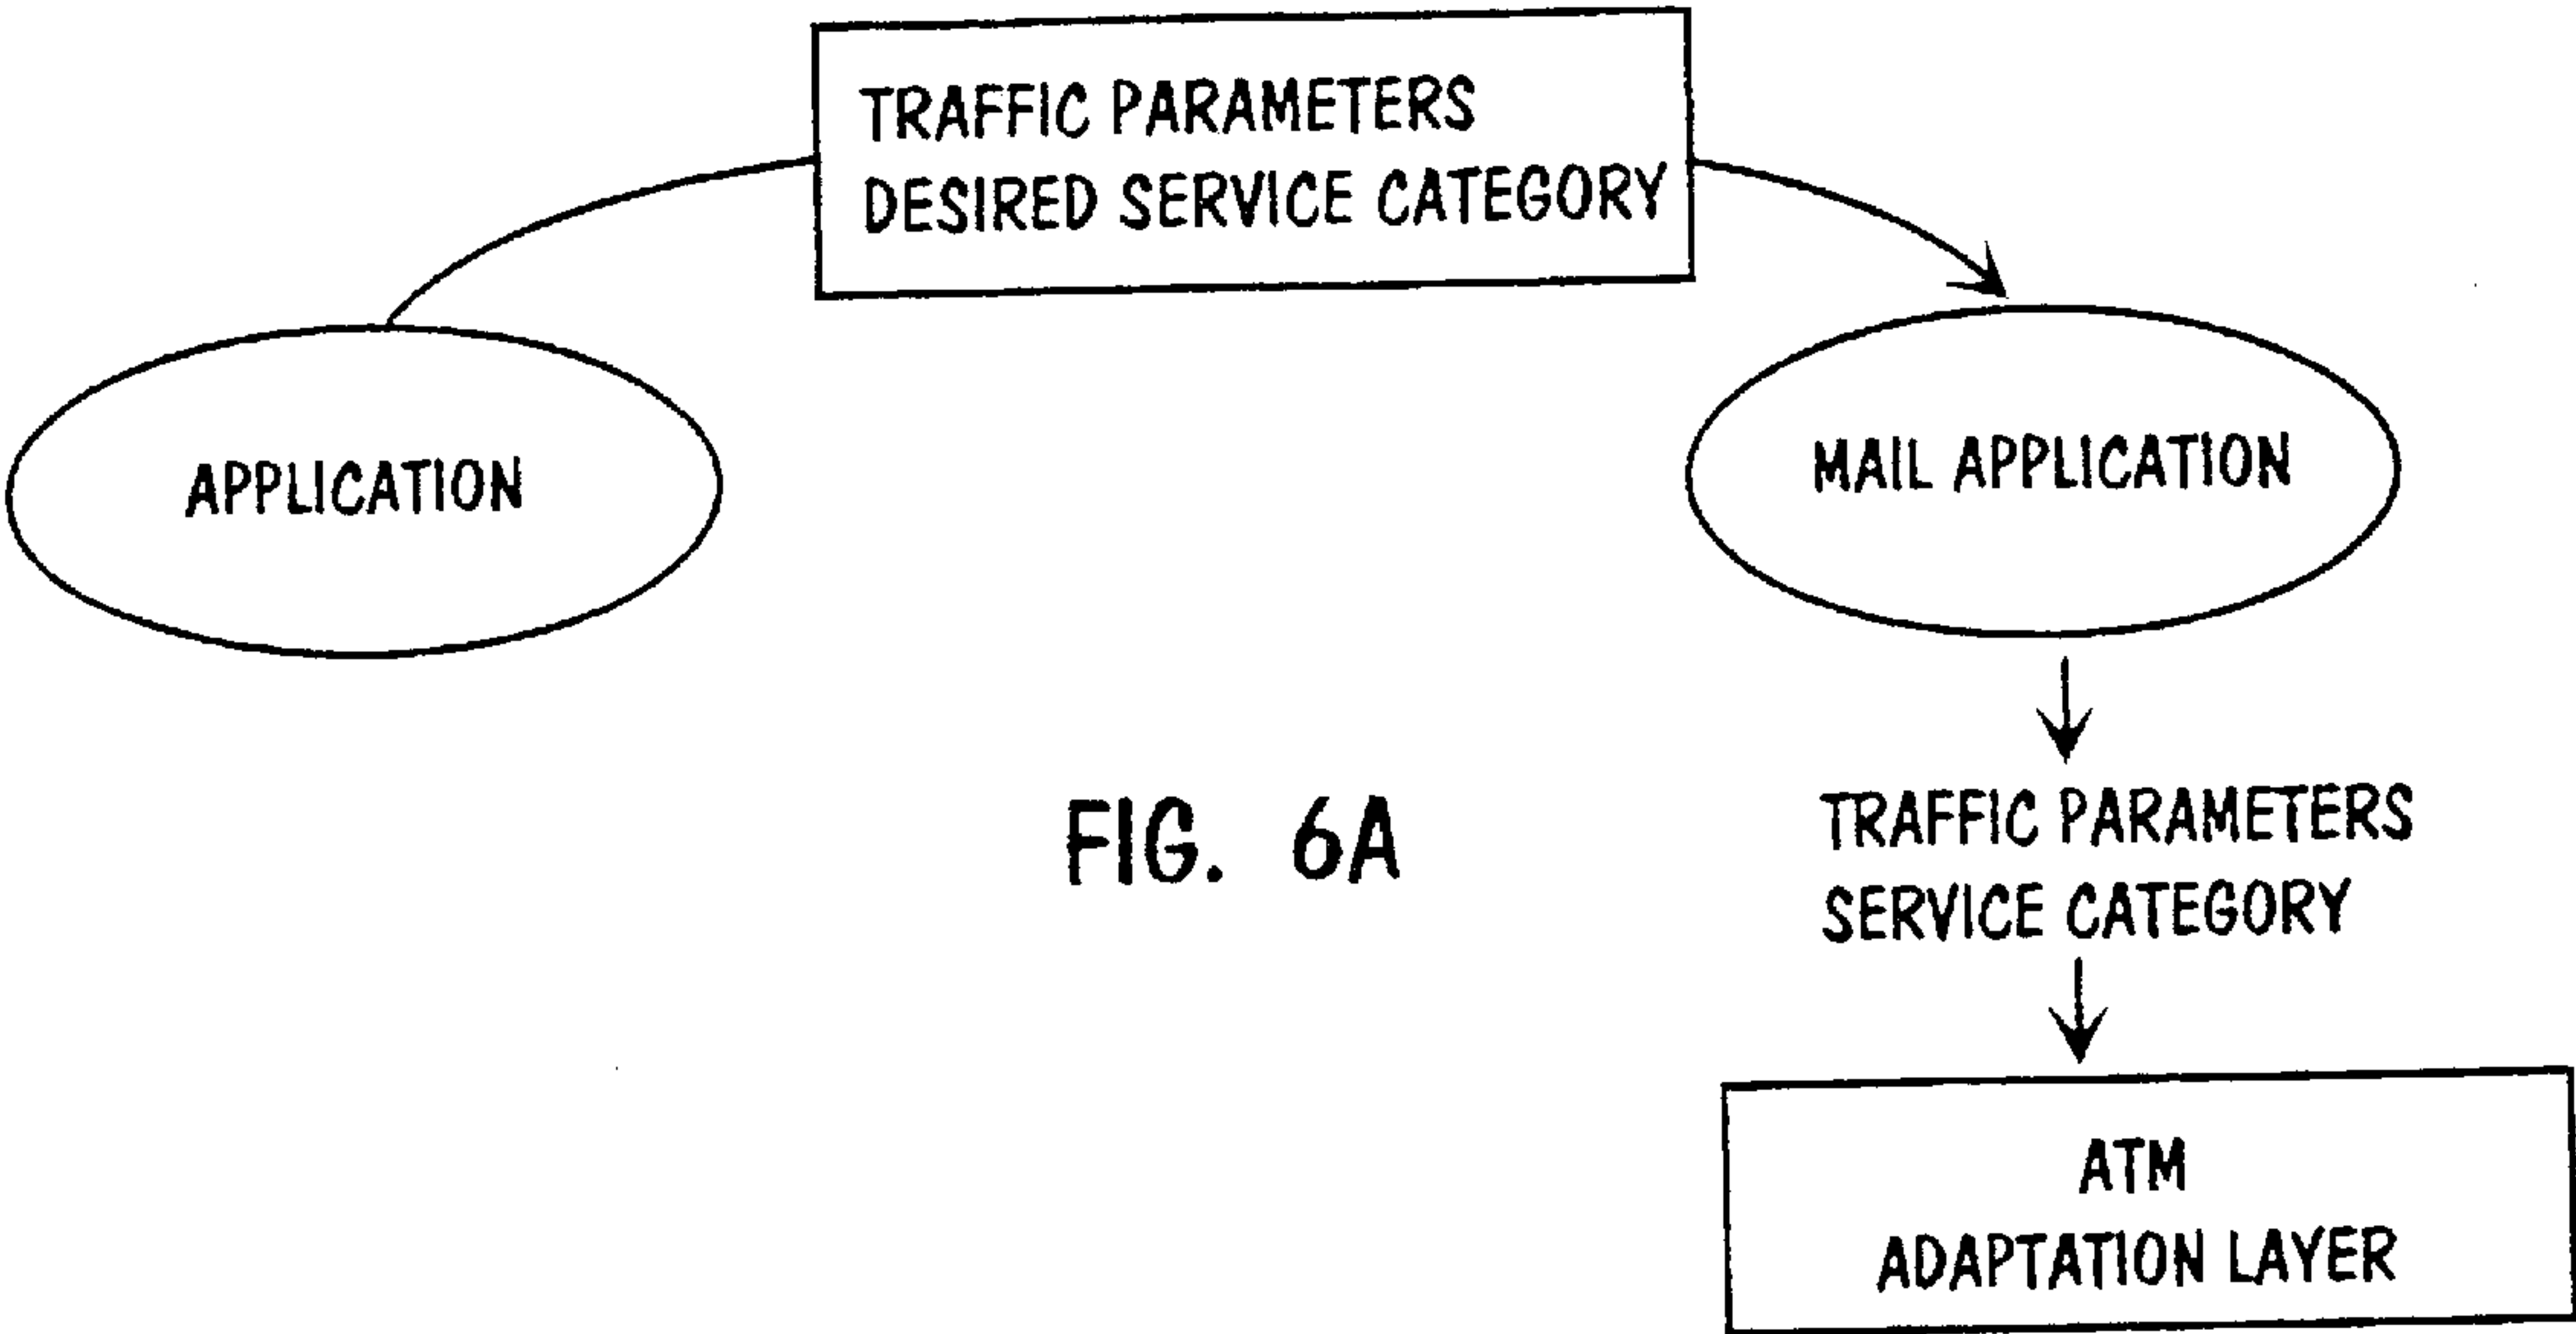 TRAFFIC PARAMETERS
DESIRED SERVICE CATEGORY
APPLICATION
MAIL APPLICATION
FIG. 6A
TRAFFIC PARAMETERS
SERVICE CATEGORY
ATM
ADAPTATION LAYER